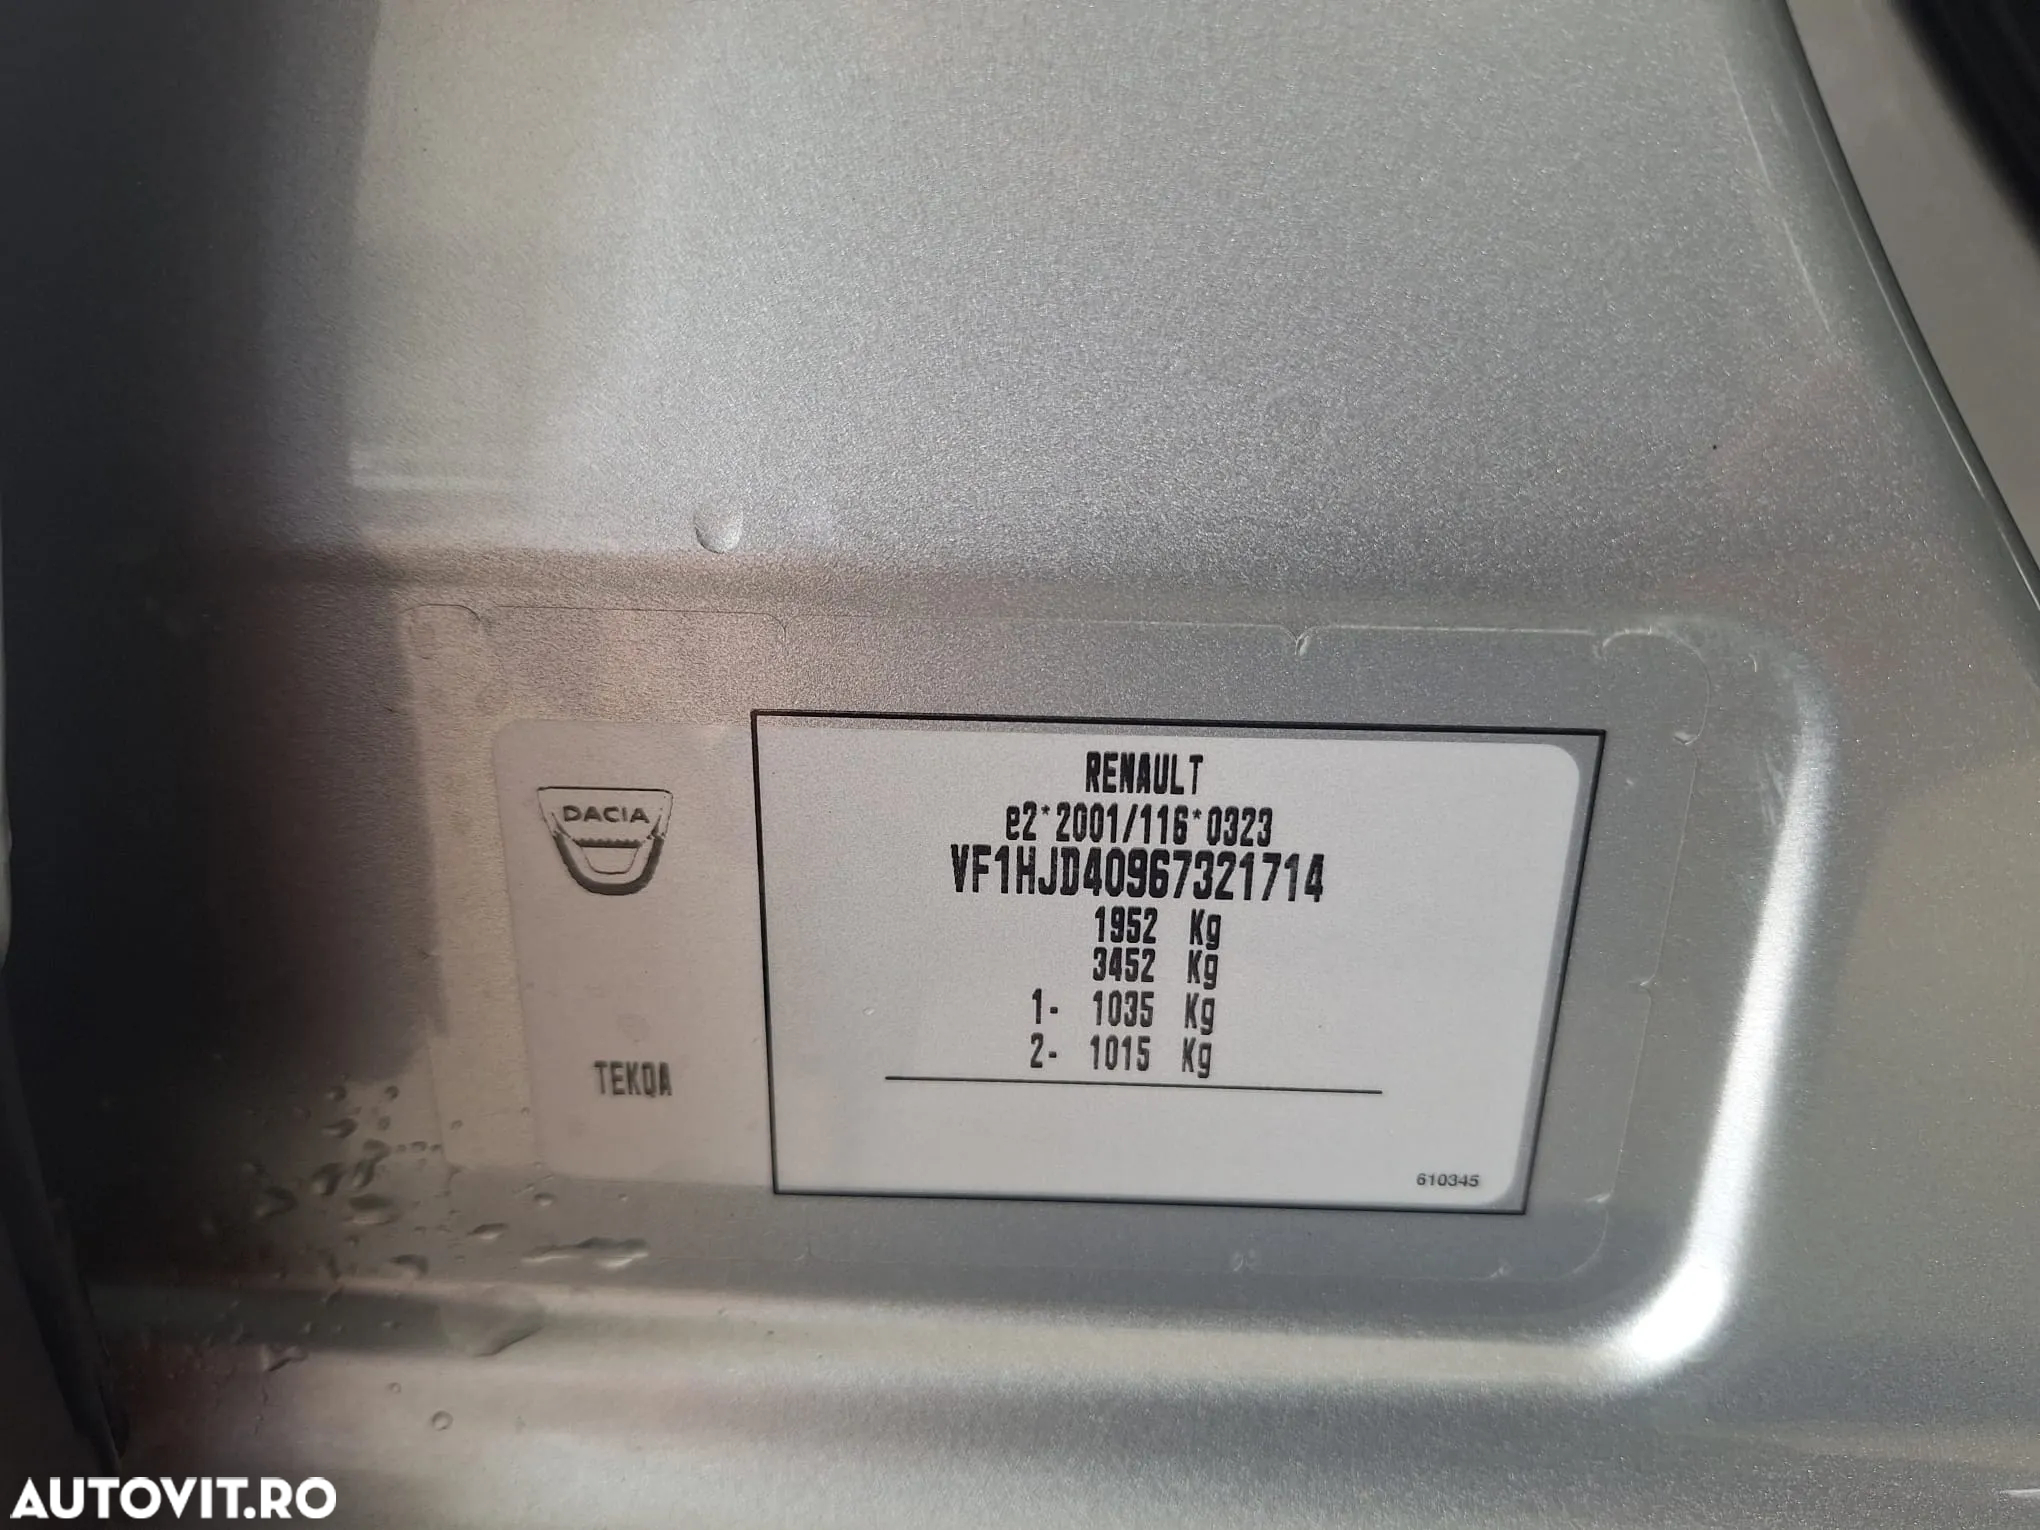 DACIA
TEKQA
RENAULT
e2*2001/116*0323
VF1HJD40967321714
1952 Kg
3452 Kg
1- 1035 Kg
2- 1015 Kg
610345
AUTOVIT.RO